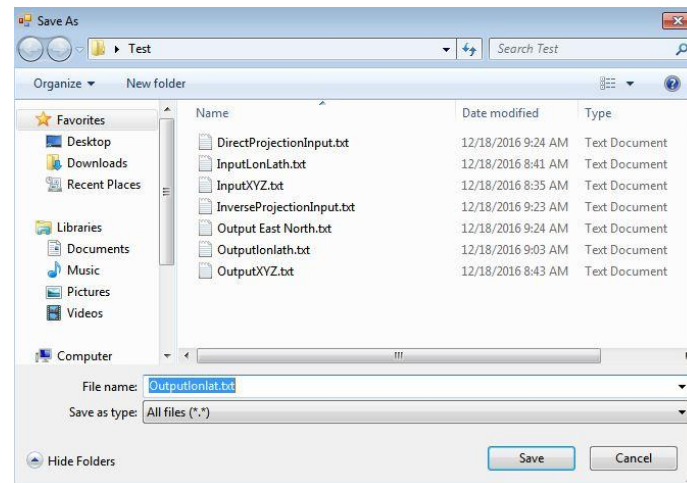 Save As
Test
Search Test
Organize
New folder
Name
Date modified
Type
Favorites
Desktop
Downloads
Recent Places
Libraries
Documents
Music
Pictures
Videos
Computer
DirectProjectionInput.txt 12/18/2016 9:24 AM Text Document
InputLonLath.txt 12/18/2016 8:41 AM Text Document
InputXYZ.txt 12/18/2016 8:35 AM Text Document
InverseProjectionInput.txt 12/18/2016 9:23 AM Text Document
Output East North.txt 12/18/2016 9:24 AM Text Document
Outputlonlath.txt 12/18/2016 9:03 AM Text Document
OutputXYZ.txt 12/18/2016 8:43 AM Text Document
File name: Outputlonlat.txt
Save as type: All files (*.*)
Hide Folders
Save
Cancel